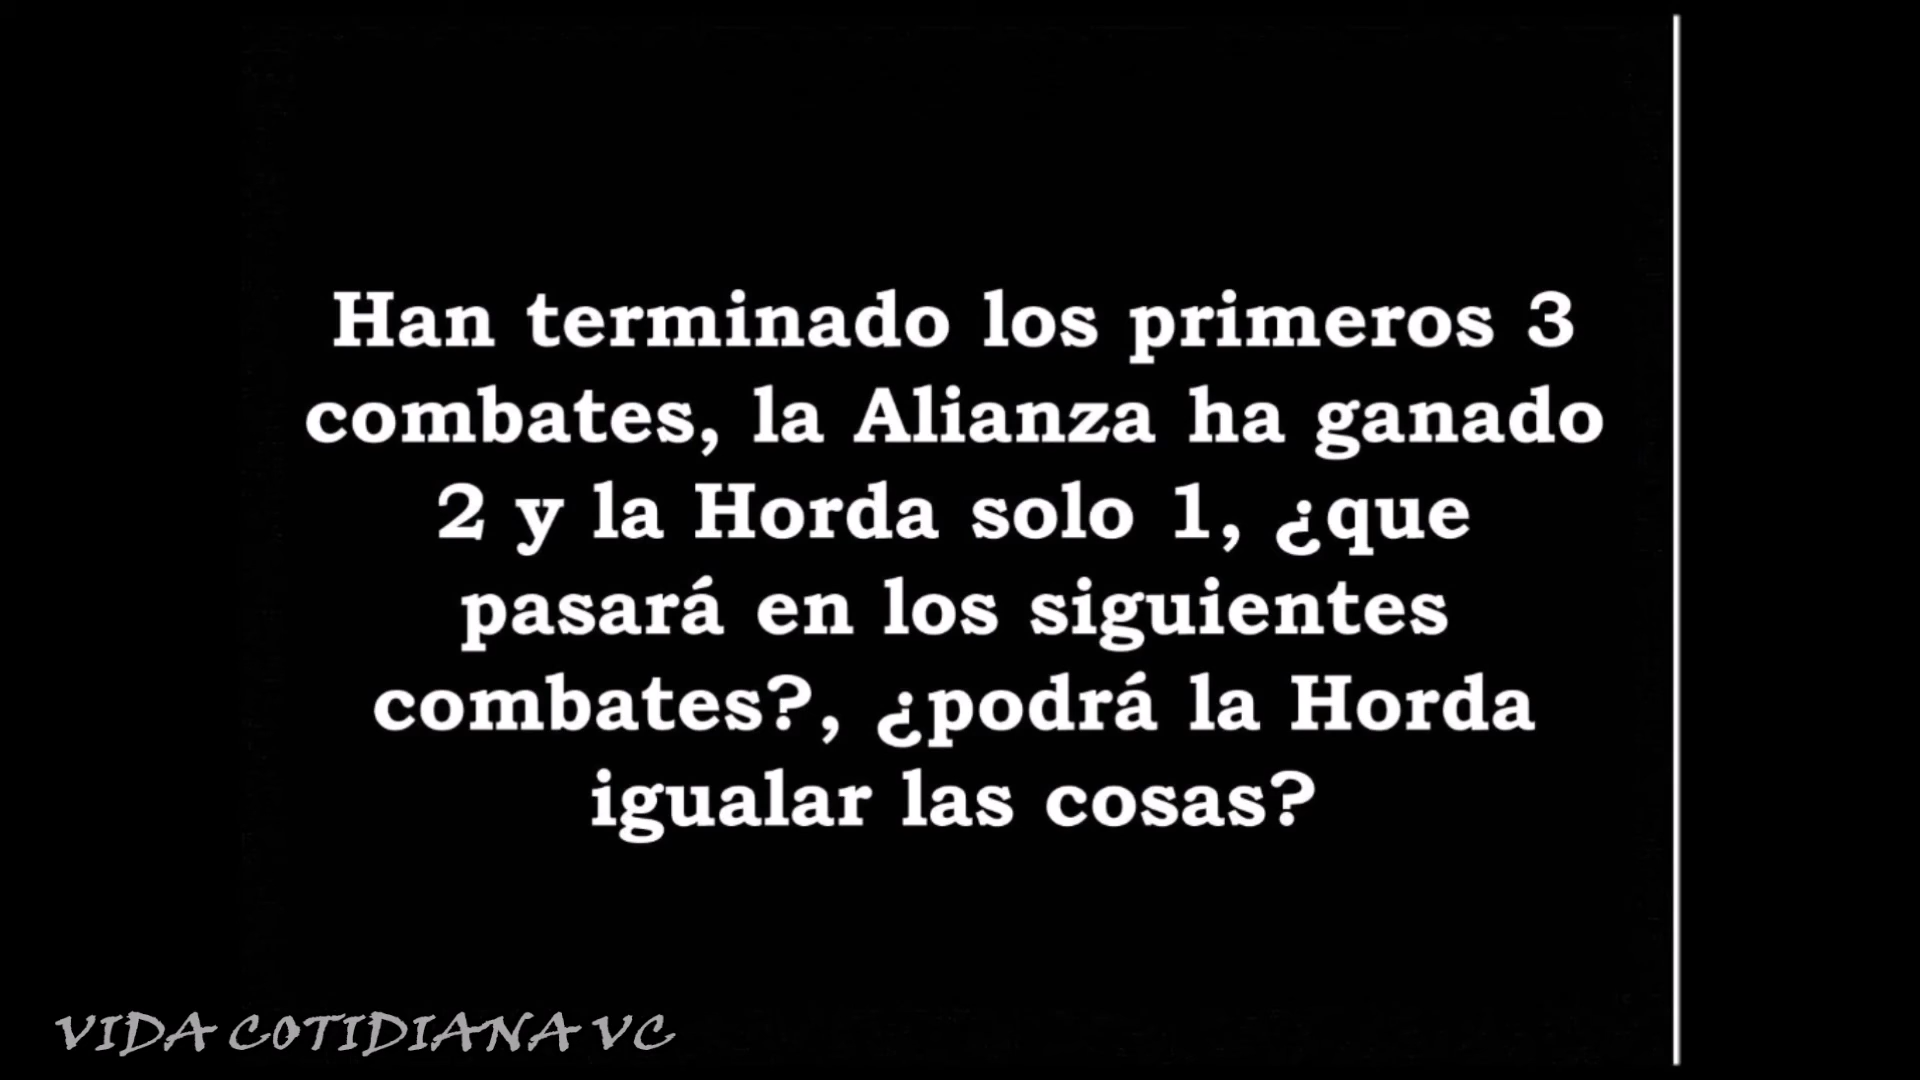 Han terminado los primeros 3
combates, la Alianza ha ganado
2 y la Horda solo 1, ¿que
pasará en los siguientes
combates?, ¿podrá la Horda
igualar las cosas?
VIDA COTIDIANA VC